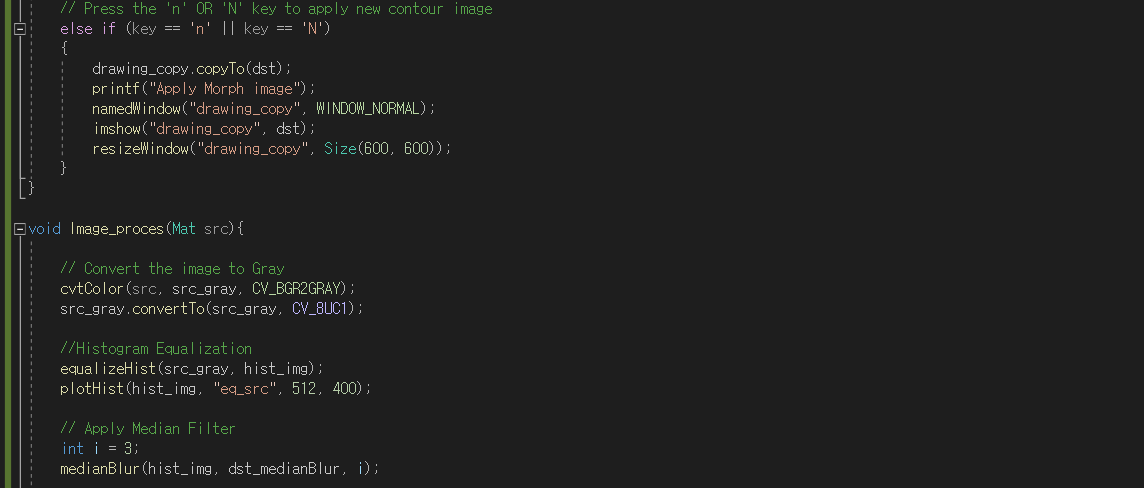 // Press the 'n' OR 'N' key to apply new contour image
else if (key == 'n' || key == 'N')
{
drawing_copy.copyTo(dst);
printf("Apply Morph image");
namedWindow("drawing_copy", WINDOW_NORMAL);
imshow("drawing_copy", dst);
resizeWindow("drawing_copy", Size(600, 600));
}
}
void Image_proces(Mat src){
// Convert the image to Gray
cvtColor(src, src_gray, CV_BGR2GRAY);
src_gray.convertTo(src_gray, CV_8UC1);
//Histogram Equalization
equalizeHist(src_gray, hist_img);
plotHist(hist_img, "eq_src", 512, 400);
// Apply Median Filter
int i = 3;
medianBlur(hist_img, dst_medianBlur, i);